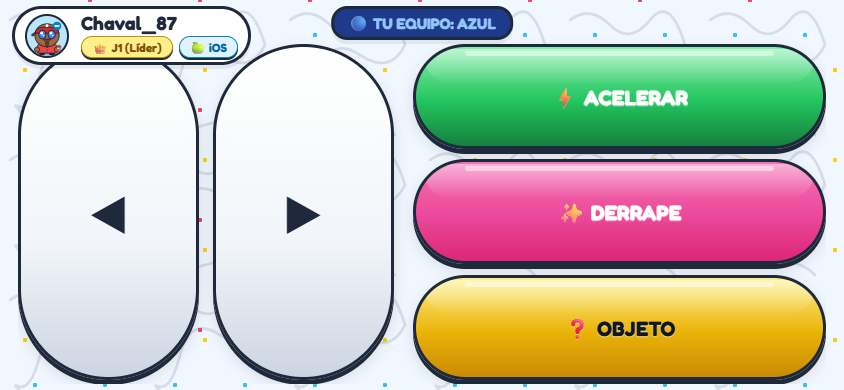 Chaval_87
J1 (Líder)
iOS
TU EQUIPO: AZUL
ACELERAR
DERRAPE
OBJETO